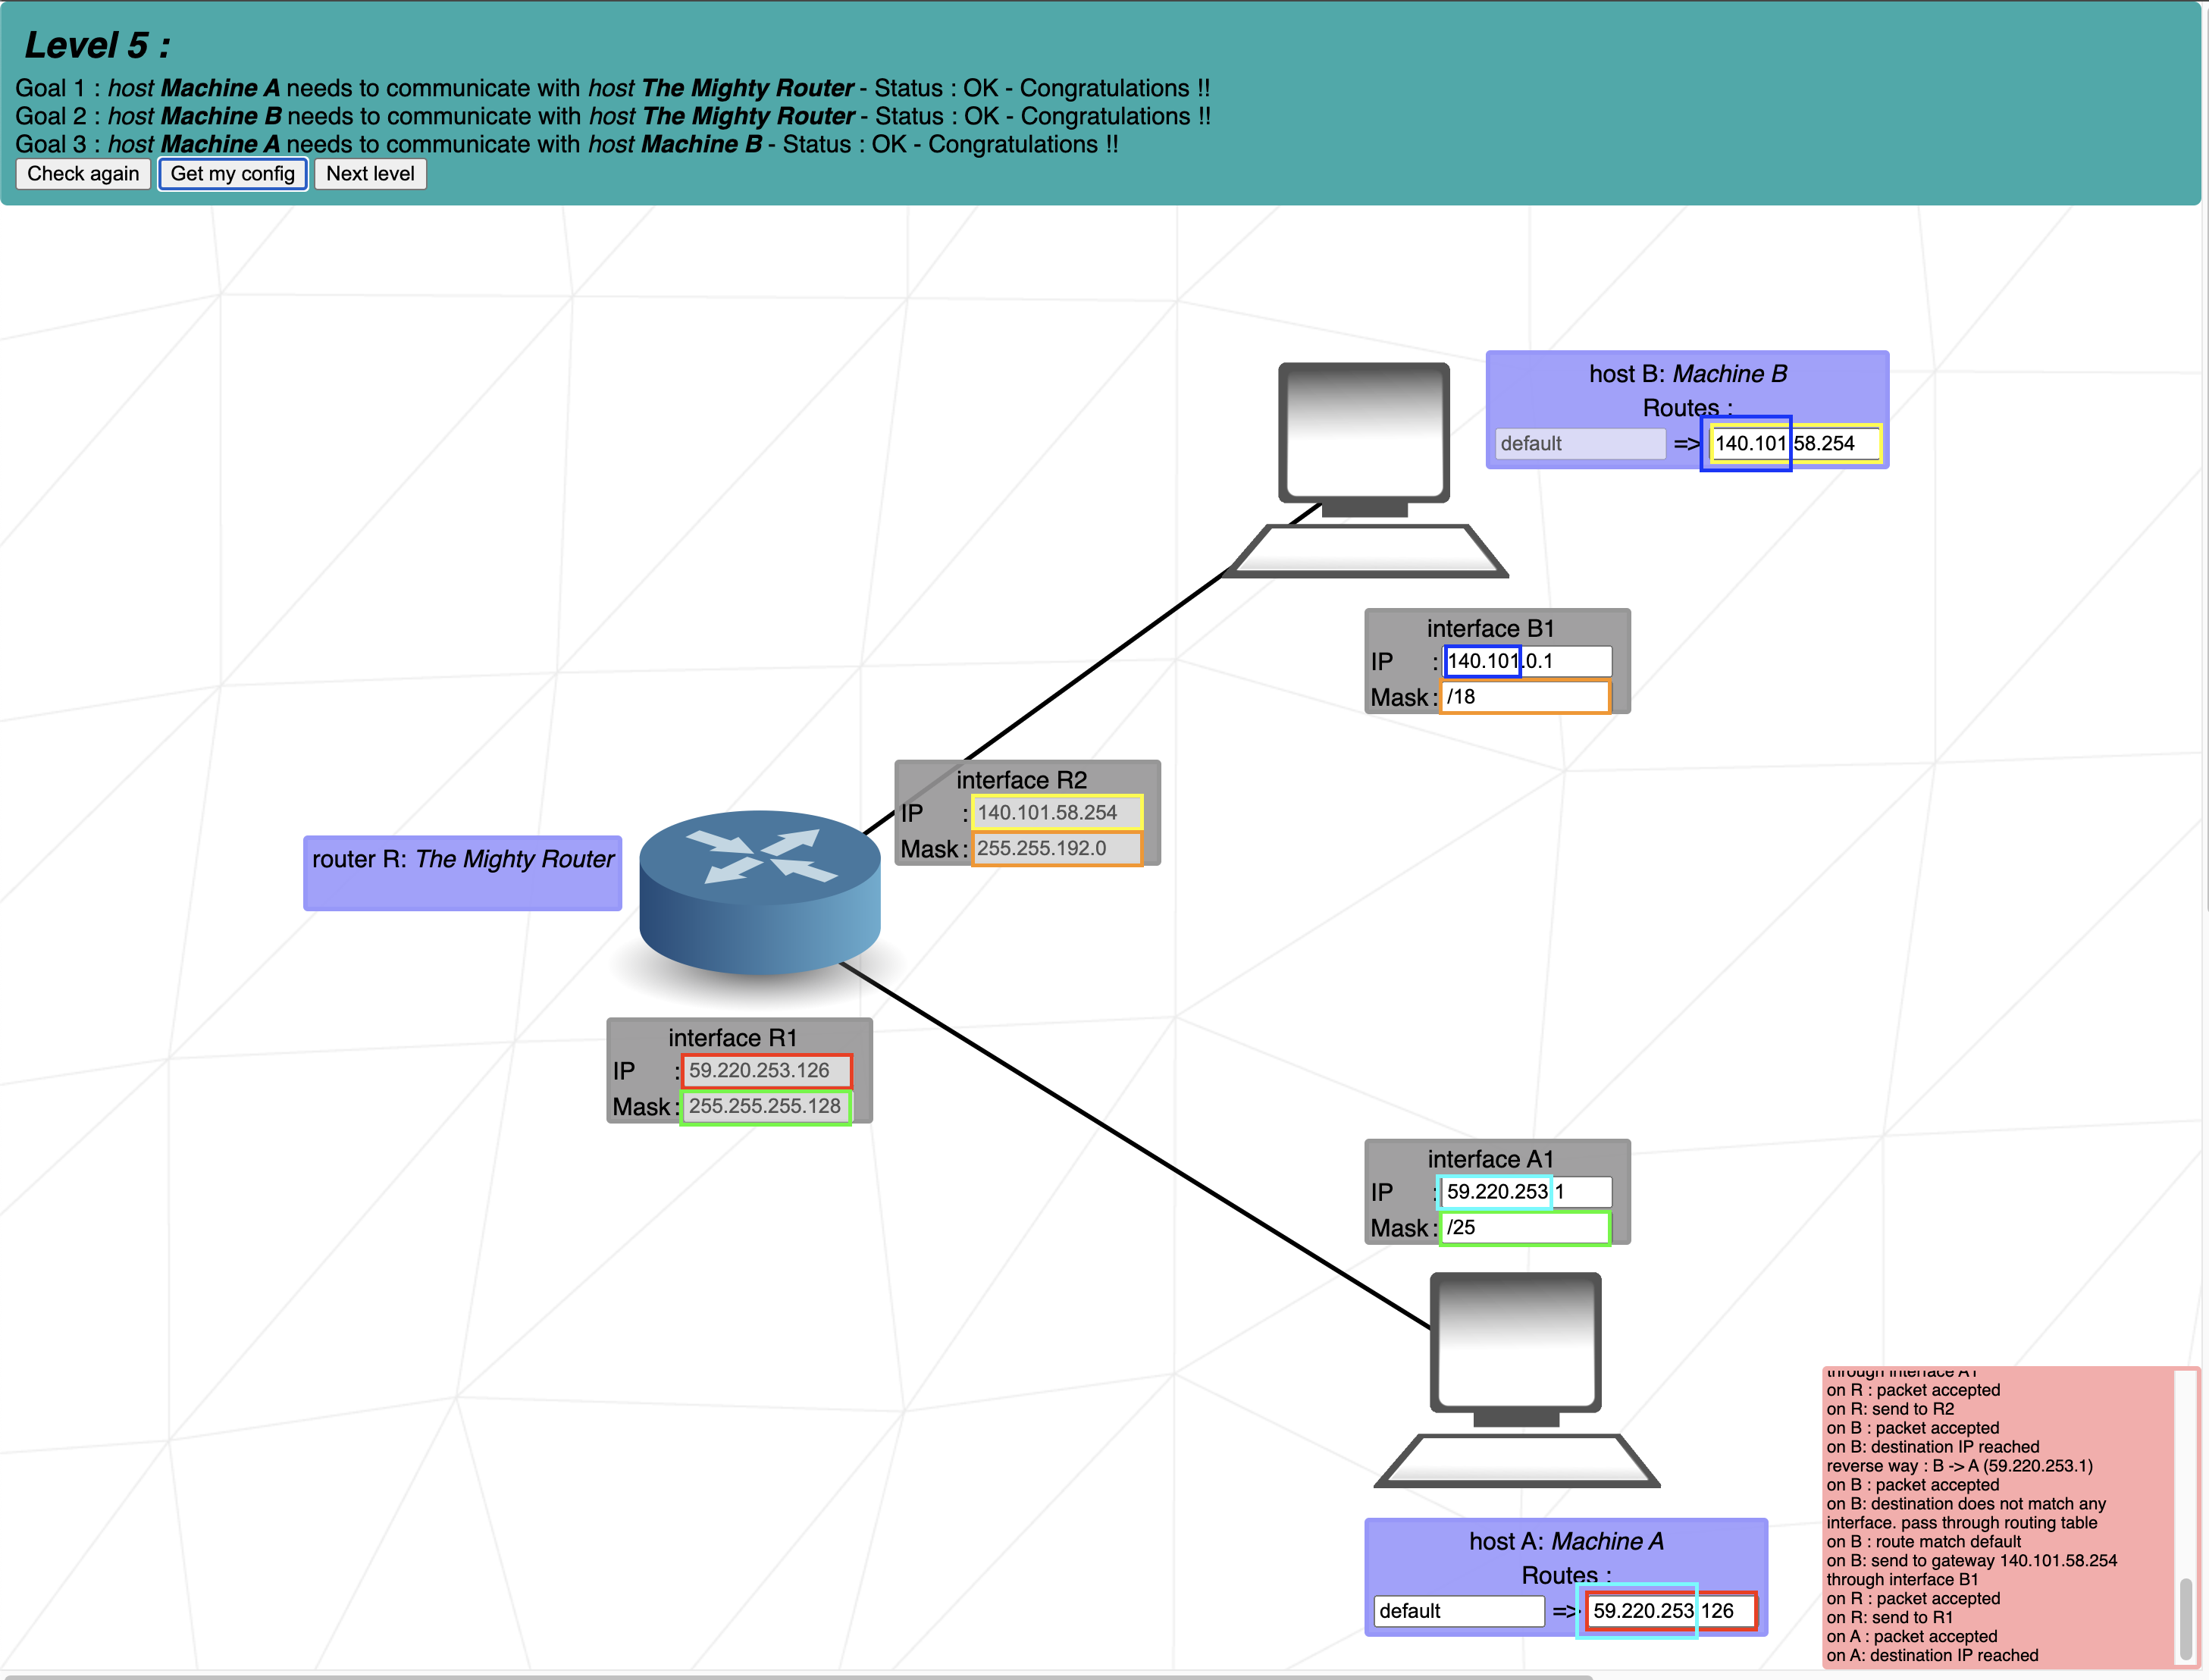 Level 5 :
Goal 1 : host Machine A needs to communicate with host The Mighty Router - Status : OK - Congratulations !!
Goal 2 : host Machine B needs to communicate with host The Mighty Router - Status : OK - Congratulations !!
Goal 3 : host Machine A needs to communicate with host Machine B - Status : OK - Congratulations !!
Check again Get my config Next level
host B: Machine B
Routes :
default => 140.101.58.254
interface B1
IP : 140.101.0.1
Mask : /18
interface R2
IP : 140.101.58.254
Mask : 255.255.192.0
router R: The Mighty Router
interface R1
IP : 59.220.253.126
Mask : 255.255.255.128
interface A1
IP : 59.220.253.1
Mask : /25
host A: Machine A
Routes :
default => 59.220.253.126
through interface A1
on R : packet accepted
on R: send to R2
on B : packet accepted
on B: destination IP reached
reverse way : B -> A (59.220.253.1)
on B : packet accepted
on B: destination does not match any
interface. pass through routing table
on B : route match default
on B: send to gateway 140.101.58.254
through interface B1
on R : packet accepted
on R: send to R1
on A : packet accepted
on A: destination IP reached